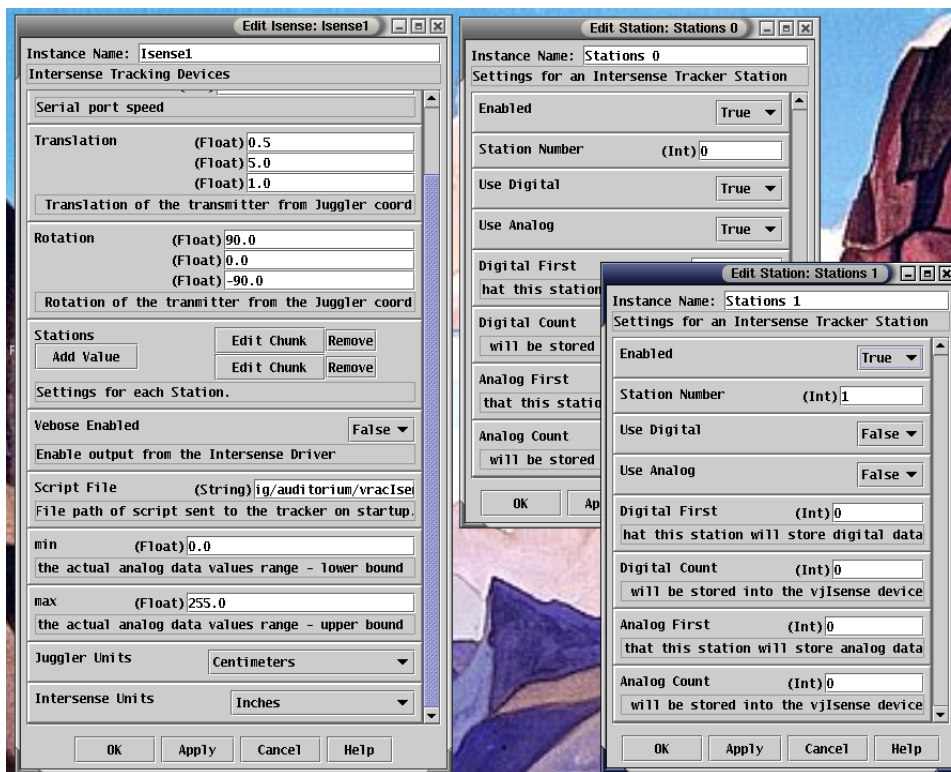 Edit Isense: Isense1
Instance Name: Isense1
Intersense Tracking Devices
Serial port speed
Translation (Float) 0.5
(Float) 5.0
(Float) 1.0
Translation of the transmitter from Juggler coord
Rotation (Float) 90.0
(Float) 0.0
(Float) -90.0
Rotation of the tranmitter from the Juggler coord
Stations Edit Chunk Remove
Add Value Edit Chunk Remove
Settings for each Station.
Vebose Enabled False
Enable output from the Intersense Driver
Script File (String) ig/auditorium/vracIse
File path of script sent to the tracker on startup.
min (Float) 0.0
the actual analog data values range - lower bound
max (Float) 255.0
the actual analog data values range - upper bound
Juggler Units Centimeters
Intersense Units Inches
OK Apply Cancel Help
Edit Station: Stations 0
Instance Name: Stations 0
Settings for an Intersense Tracker Station
Enabled True
Station Number (Int) 0
Use Digital True
Use Analog True
Digital First
hat this station
Digital Count
will be stored
Analog First
that this statio
Analog Count
will be stored
OK Ap
Edit Station: Stations 1
Instance Name: Stations 1
Settings for an Intersense Tracker Station
Enabled True
Station Number (Int) 1
Use Digital False
Use Analog False
Digital First (Int) 0
hat this station will store digital data
Digital Count (Int) 0
will be stored into the vjIsense device
Analog First (Int) 0
that this station will store analog data
Analog Count (Int) 0
will be stored into the vjIsense device
OK Apply Cancel Help